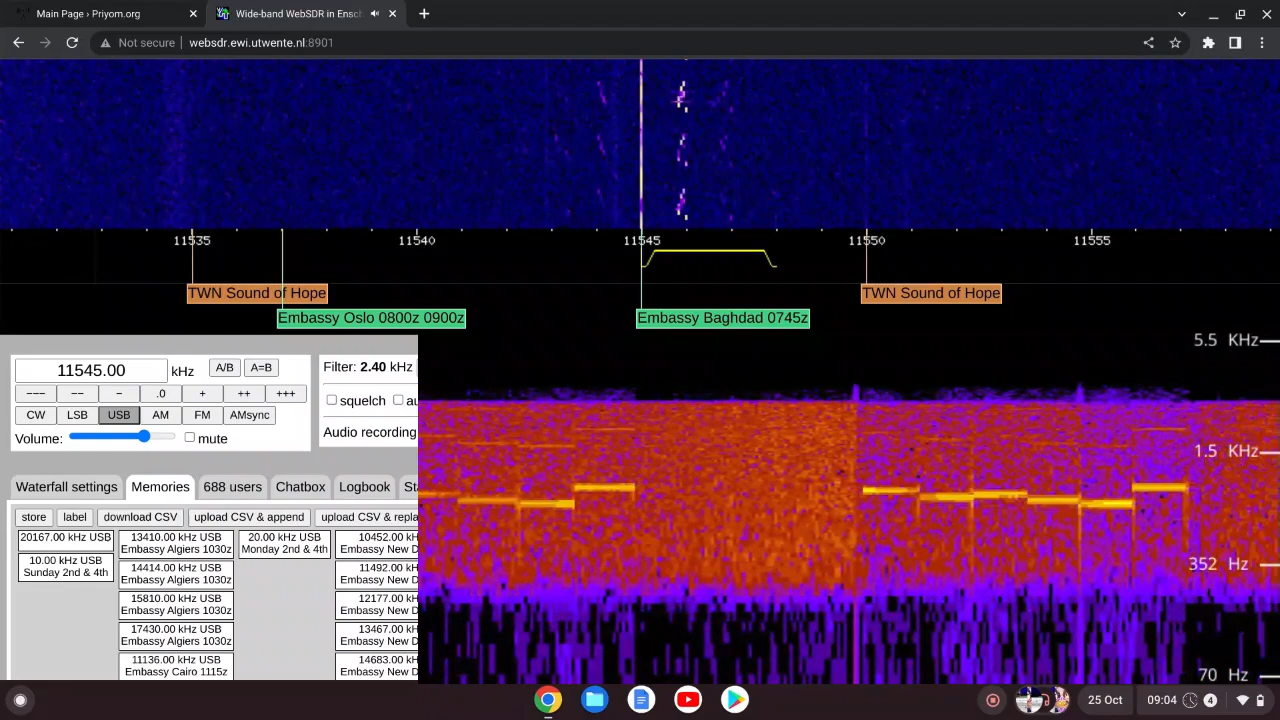 Main Page › Priyom.org
Wide-band WebSDR in Ensc
Not secure
websdr.ewi.utwente.nl:8901
11535 11540 11545 11550 11555
TWN Sound of Hope
TWN Sound of Hope
Embassy Oslo 0800z 0900z
Embassy Baghdad 0745z
5.5 KHz
1.5 KHz
352 Hz
70 Hz
11545.00 kHz A/B A=B
--- -- - .0 + ++ +++
CW LSB USB AM FM AMsync
Volume: mute
Filter: 2.40 kHz
squelch au
Audio recording
Waterfall settings Memories 688 users Chatbox Logbook Sta
store label download CSV upload CSV & append upload CSV & repla
20167.00 kHz USB
10.00 kHz USB
Sunday 2nd & 4th
13410.00 kHz USB
Embassy Algiers 1030z
14414.00 kHz USB
Embassy Algiers 1030z
15810.00 kHz USB
Embassy Algiers 1030z
17430.00 kHz USB
Embassy Algiers 1030z
11136.00 kHz USB
Embassy Cairo 1115z
20.00 kHz USB
Monday 2nd & 4th
10452.00 kHz
Embassy New D
11492.00 kHz
Embassy New D
12177.00 kHz
Embassy New D
13467.00 kHz
Embassy New D
14683.00 kHz
Embassy New D
25 Oct 09:04 4